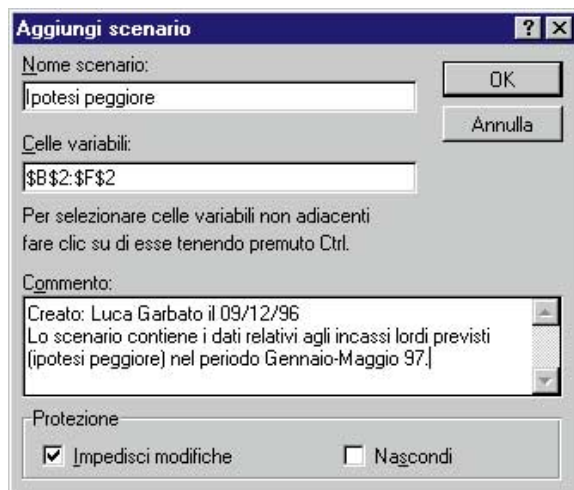 Aggiungi scenario
Nome scenario:
Ipotesi peggiore
OK
Annulla
Celle variabili:
$B$2:$F$2
Per selezionare celle variabili non adiacenti
fare clic su di esse tenendo premuto Ctrl.
Commento:
Creato: Luca Garbato il 09/12/96
Lo scenario contiene i dati relativi agli incassi lordi previsti
(ipotesi peggiore) nel periodo Gennaio-Maggio 97.
Protezione
Impedisci modifiche
Nascondi